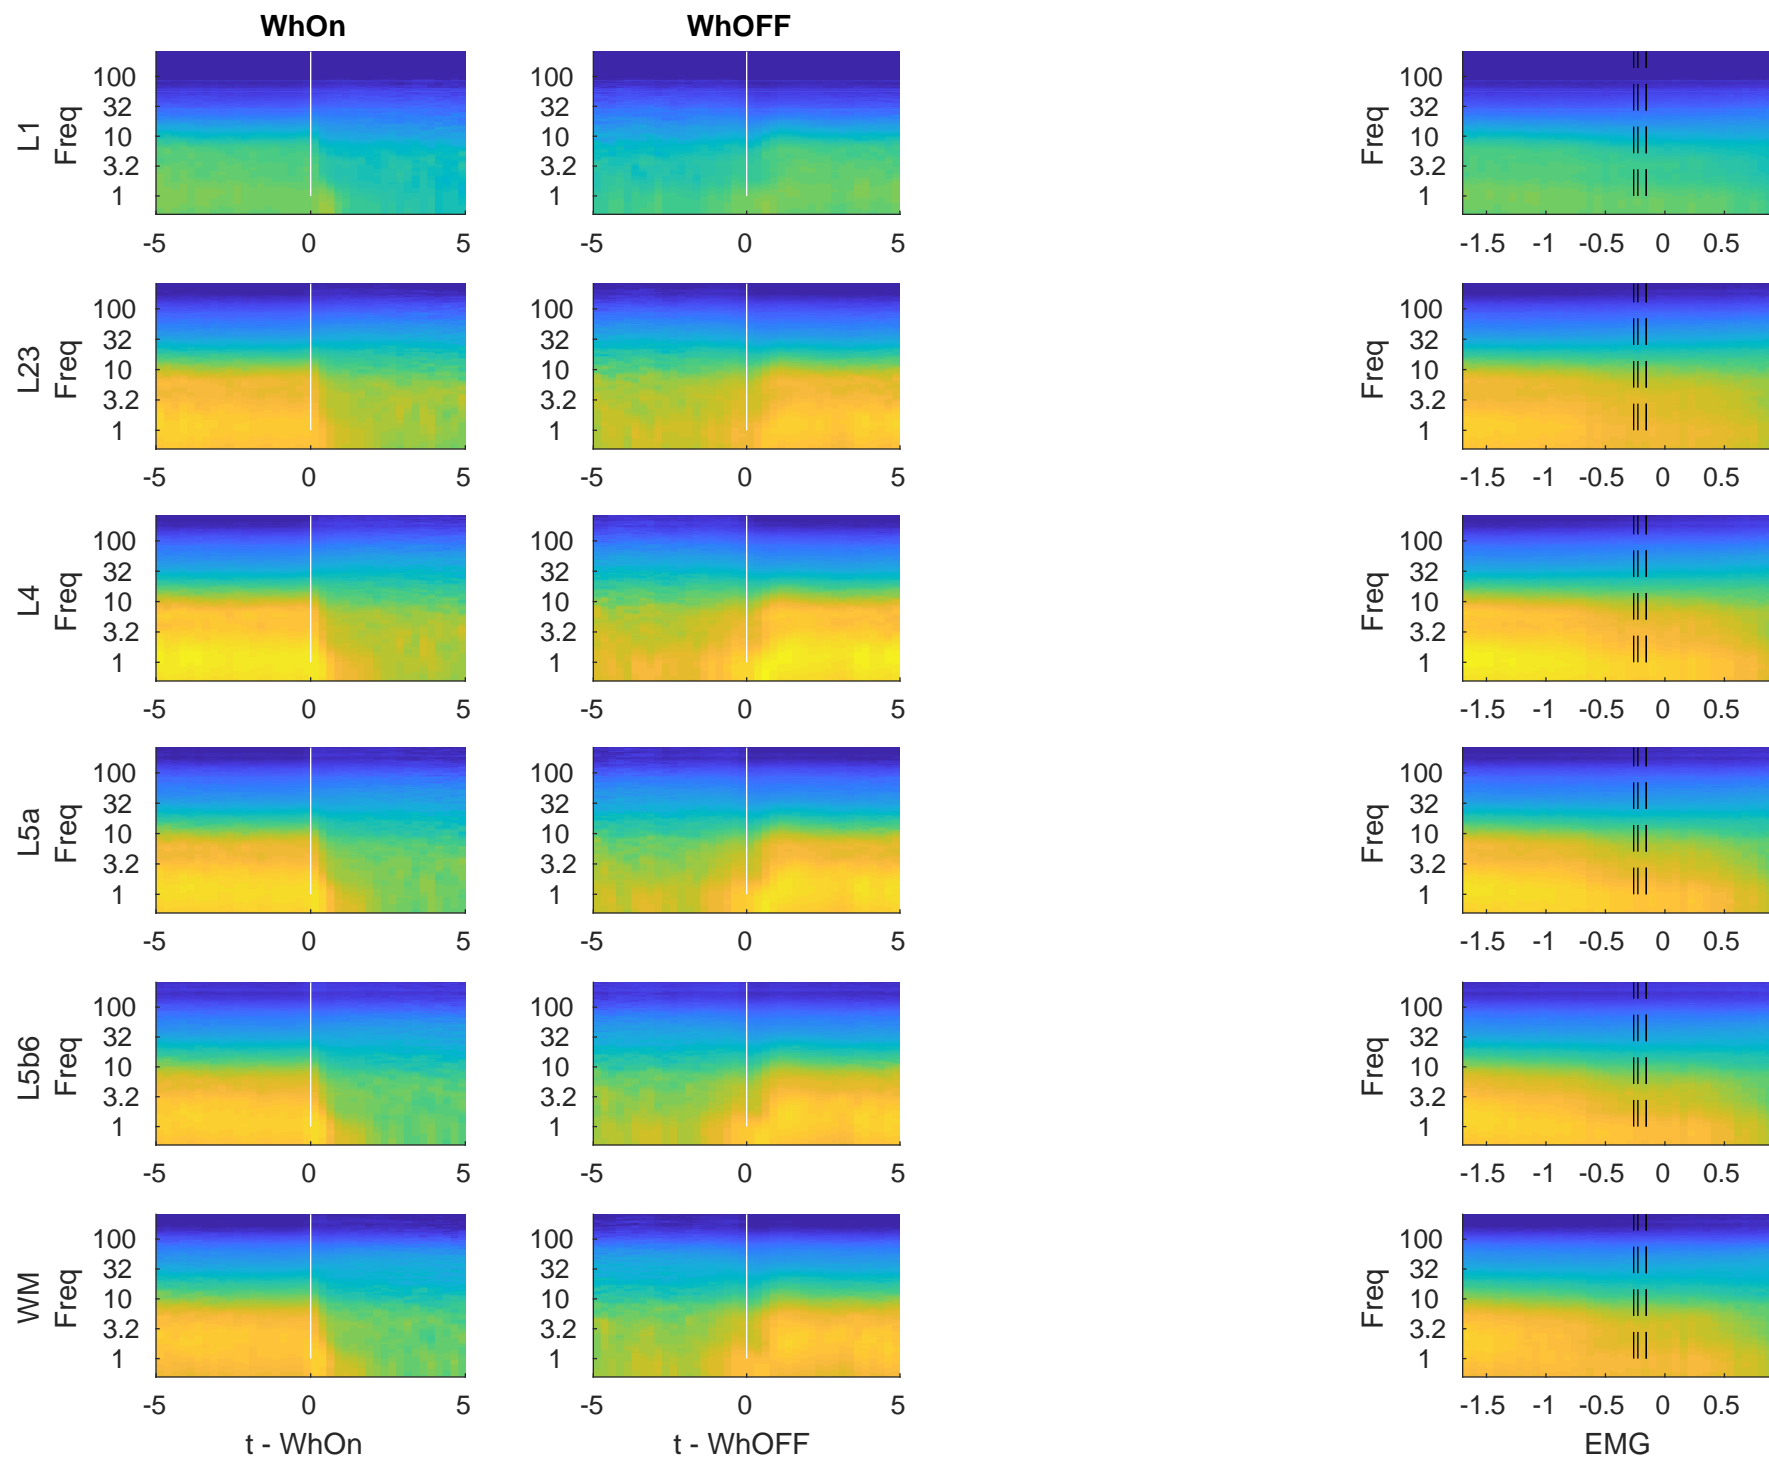 WhOn WhOFF
L1 Freq 100 32 10 3.2 1 100 32 10 3.2 1 Freq 100 32 10 3.2 1
-5 0 5 -5 0 5 -1.5 -1 -0.5 0 0.5
L23 Freq 100 32 10 3.2 1 100 32 10 3.2 1 Freq 100 32 10 3.2 1
-5 0 5 -5 0 5 -1.5 -1 -0.5 0 0.5
L4 Freq 100 32 10 3.2 1 100 32 10 3.2 1 Freq 100 32 10 3.2 1
-5 0 5 -5 0 5 -1.5 -1 -0.5 0 0.5
L5a Freq 100 32 10 3.2 1 100 32 10 3.2 1 Freq 100 32 10 3.2 1
-5 0 5 -5 0 5 -1.5 -1 -0.5 0 0.5
L5b6 Freq 100 32 10 3.2 1 100 32 10 3.2 1 Freq 100 32 10 3.2 1
-5 0 5 -5 0 5 -1.5 -1 -0.5 0 0.5
WM Freq 100 32 10 3.2 1 100 32 10 3.2 1 Freq 100 32 10 3.2 1
-5 0 5 -5 0 5 -1.5 -1 -0.5 0 0.5
t - WhOn t - WhOFF EMG